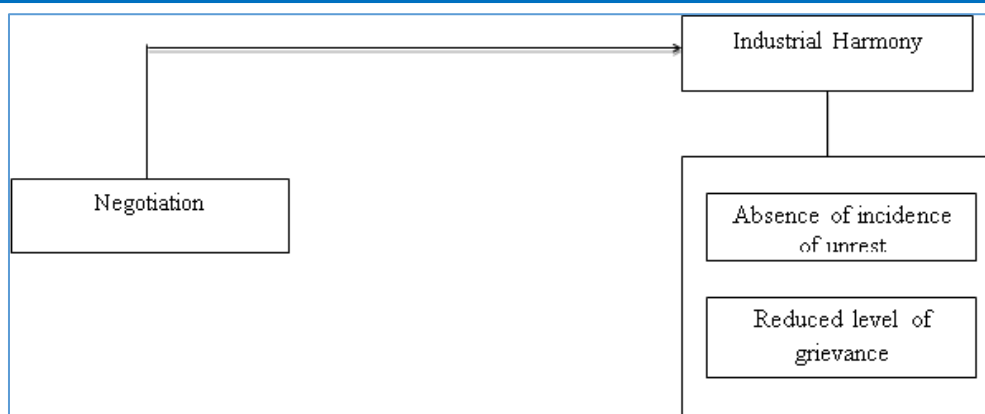 Industrial Harmony
Negotiation
Absence of incidence
of unrest
Reduced level of
grievance